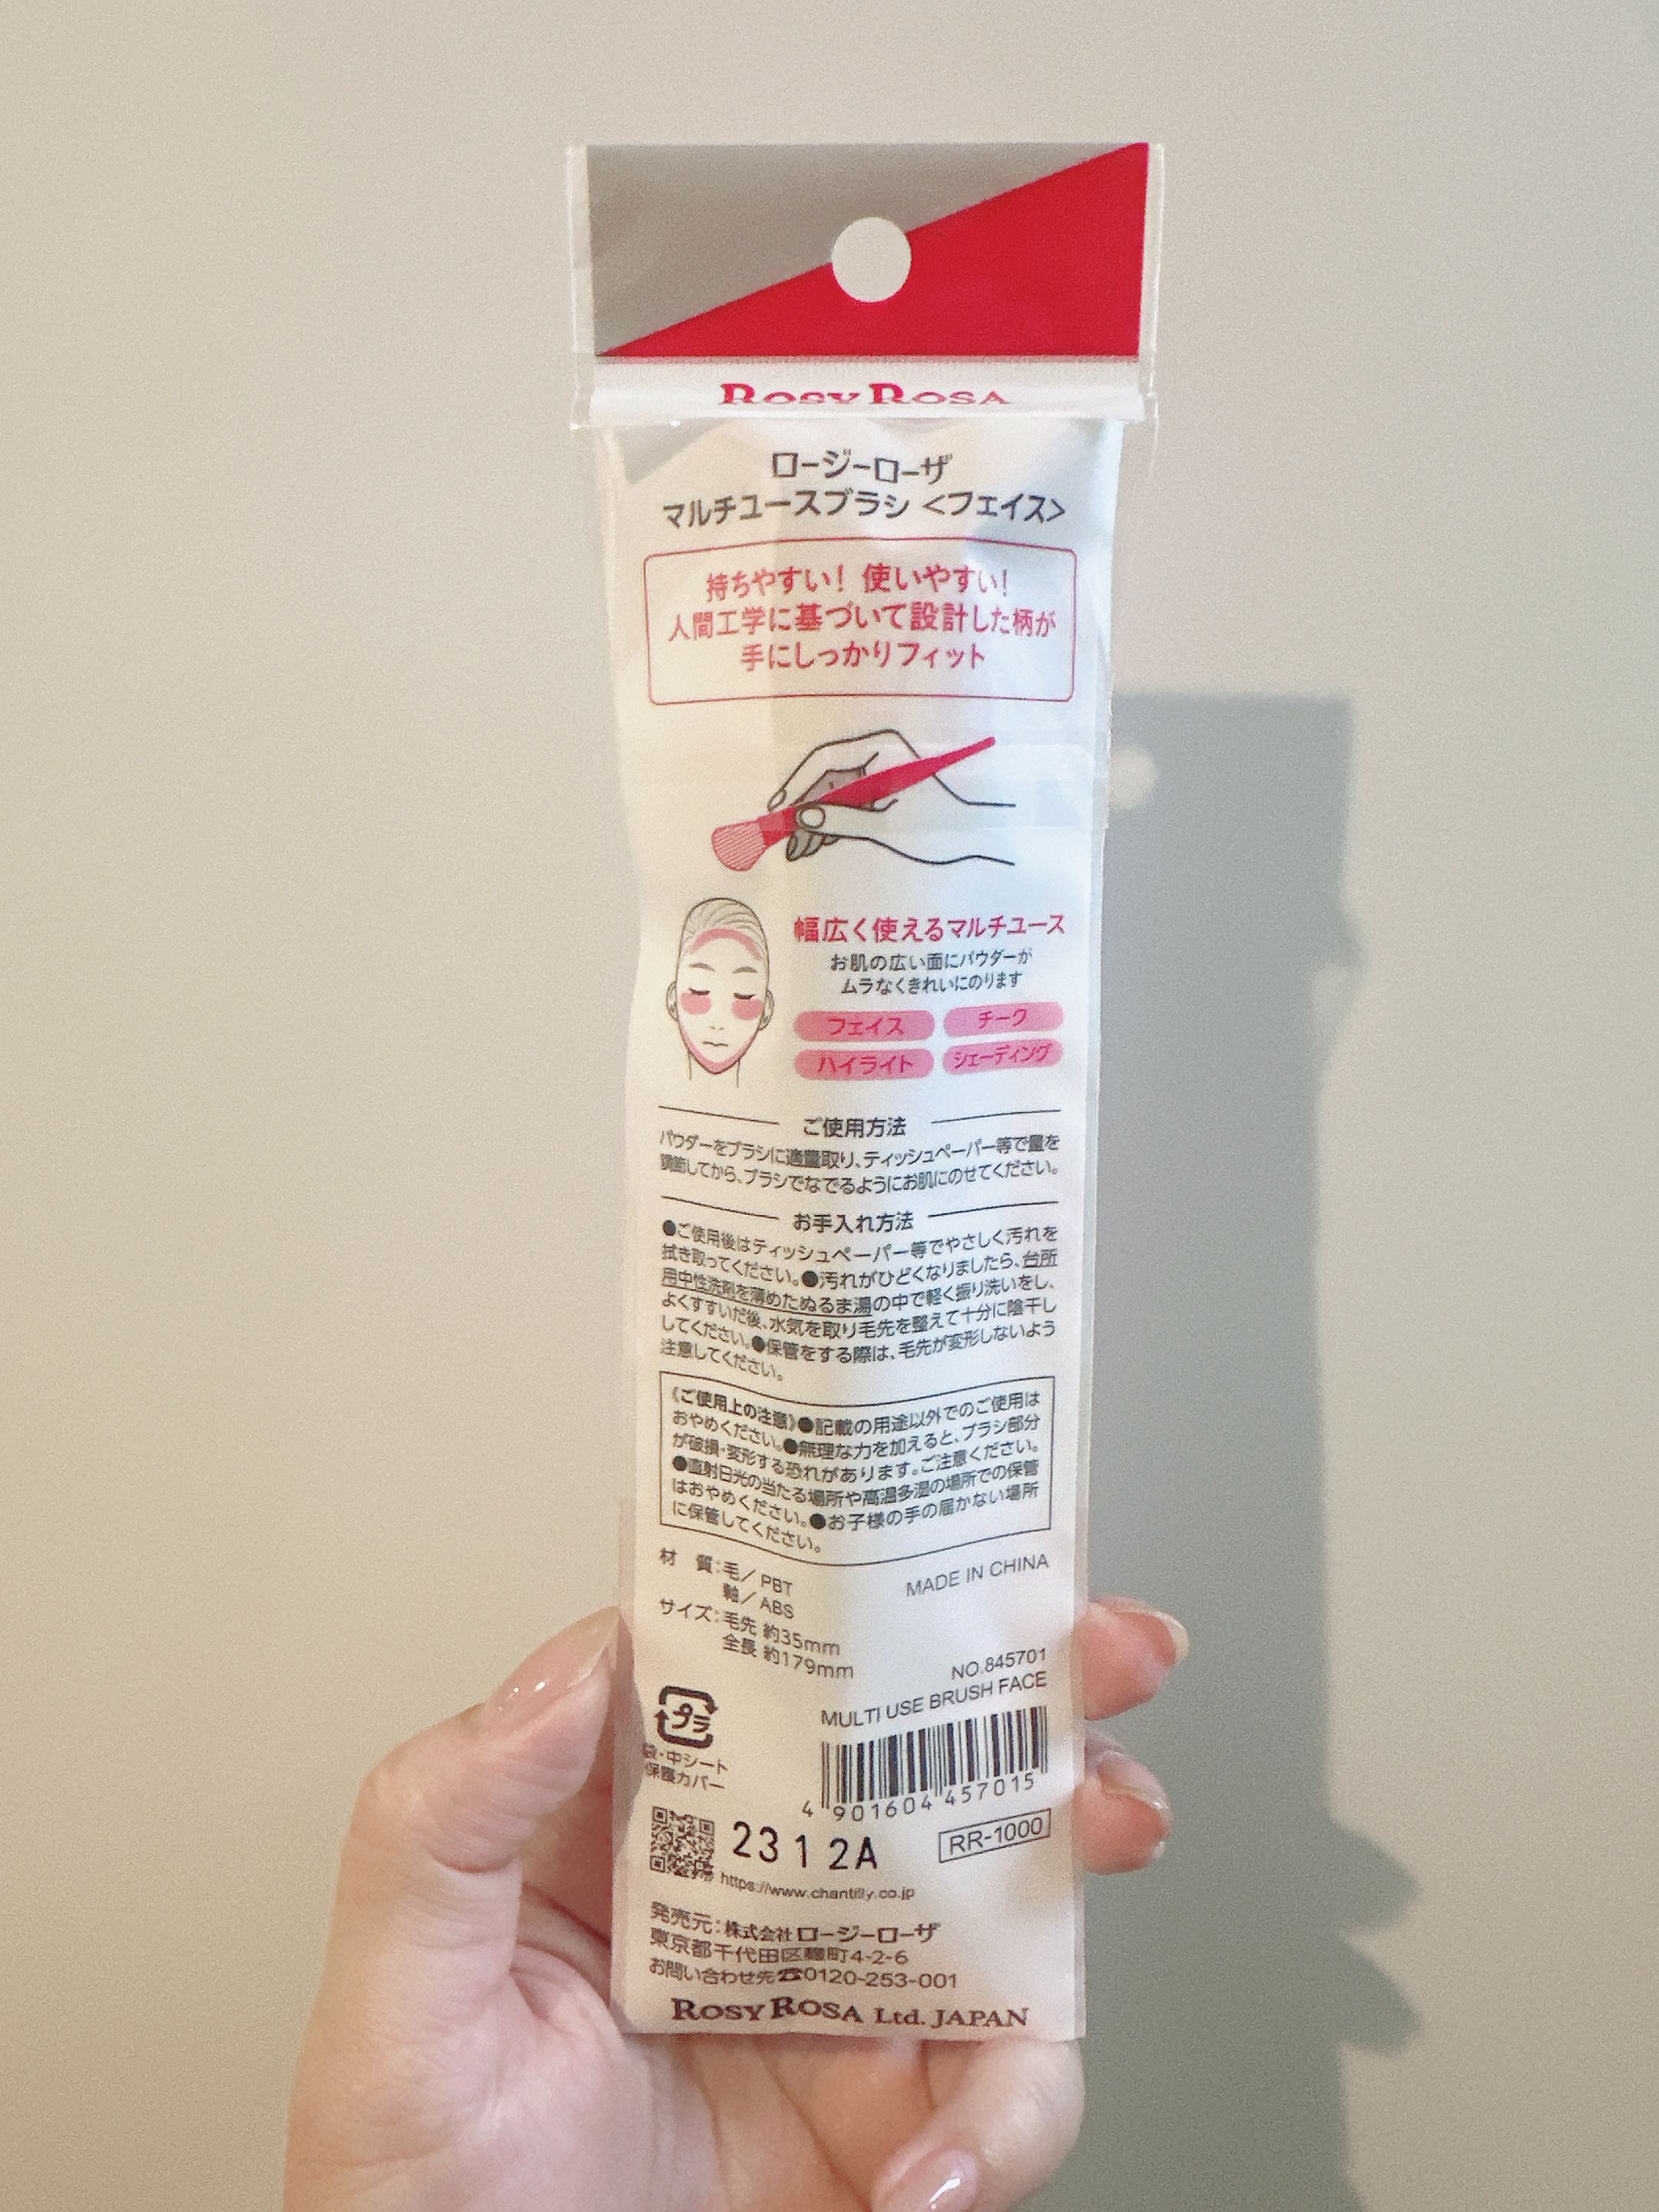 ROSY ROSA
ロージーローザ
マルチユースブラシ <フェイス>
持ちやすい! 使いやすい!
人間工学に基づいて設計した柄が
手にしっかりフィット
幅広く使えるマルチユース
お肌の広い面にパウダーが
ムラなくきれいにのります
フェイス チーク
ハイライト シェーディング
ご使用方法
パウダーをブラシに適量取り、ティッシュペーパー等で量を
調節してから、ブラシでなでるようにお肌にのせてください。
お手入れ方法
●ご使用後はティッシュペーパー等でやさしく汚れを
拭き取ってください。●汚れがひどくなりましたら、台所
用中性洗剤を薄めたぬるま湯の中で軽く振り洗いをし、
よくすすいだ後、水気を取り毛先を整えて十分に陰干し
してください。●保管をする際は、毛先が変形しないよう
注意してください。
《ご使用上の注意》●記載の用途以外でのご使用は
おやめください。●無理な力を加えると、ブラシ部分
が破損・変形する恐れがあります。ご注意ください。
●直射日光の当たる場所や高温多湿の場所での保管
はおやめください。●お子様の手の届かない場所
に保管してください。
材 質:毛/PBT
軸/ABS
MADE IN CHINA
サイズ:毛先 約35mm
全長 約179mm
NO.845701
MULTI USE BRUSH FACE
プラ
袋・中シート
保護カバー
4 901604 457015
2312A
RR-1000
https://www.chantilly.co.jp
発売元:株式会社ロージーローザ
東京都千代田区麹町4-2-6
お問い合わせ先☎0120-253-001
ROSY ROSA Ltd. JAPAN